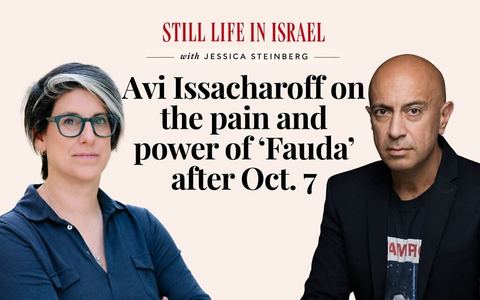 STILL LIFE IN ISRAEL
with JESSICA STEINBERG
Avi Issacharoff on
the pain and
power of ‘Fauda’
after Oct. 7